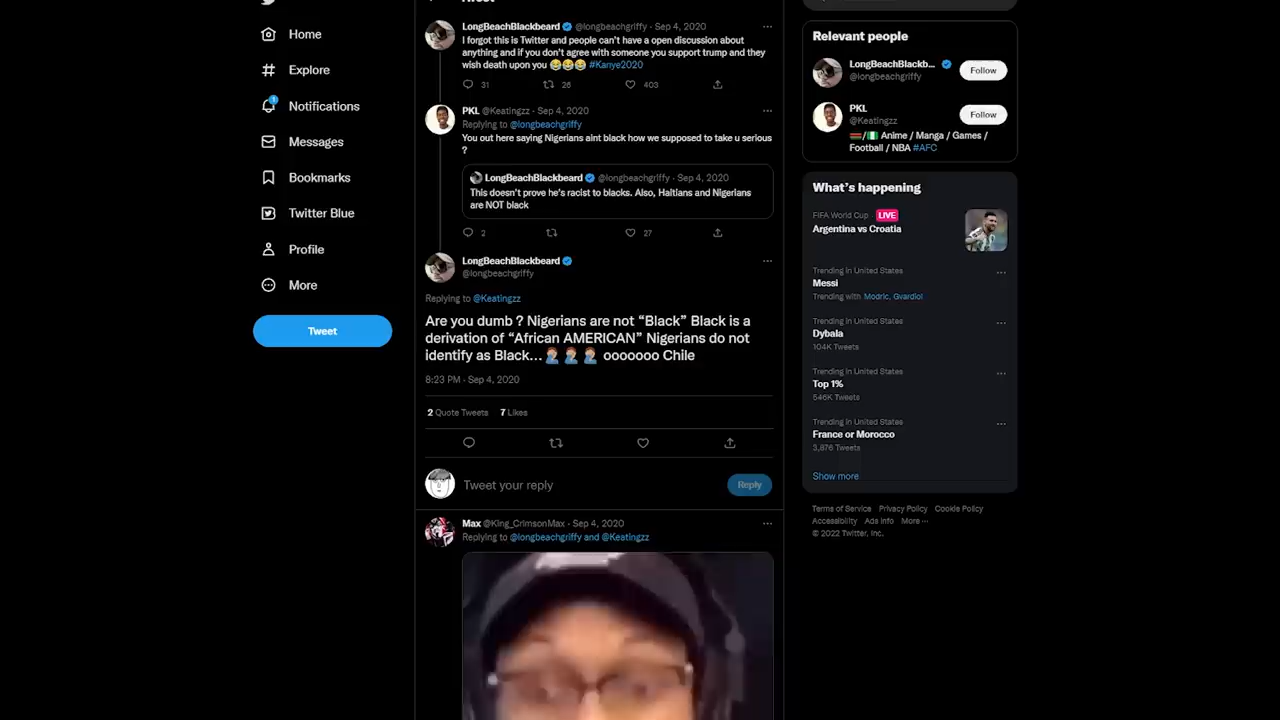 Tweet
Home
Explore
1
Notifications
Messages
Bookmarks
Twitter Blue
Profile
More
Tweet
LongBeachBlackbeard @longbeachgriffy · Sep 4, 2020
I forgot this is Twitter and people can't have a open discussion about
anything and if you don't agree with someone you support trump and they
wish death upon you 😂😂😂 #Kanye2020
31 26 403
PKL @Keatingzz · Sep 4, 2020
Replying to @longbeachgriffy
You out here saying Nigerians aint black how we supposed to take u serious
?
LongBeachBlackbeard @longbeachgriffy · Sep 4, 2020
This doesn't prove he's racist to blacks. Also, Haitians and Nigerians
are NOT black
2 27
LongBeachBlackbeard
@longbeachgriffy
Replying to @Keatingzz
Are you dumb ? Nigerians are not “Black” Black is a
derivation of “African AMERICAN” Nigerians do not
identify as Black... 🤦🏽‍♂️ 🤦🏽‍♂️ 🤦🏽‍♂️ ooooooo Chile
8:23 PM · Sep 4, 2020
2 Quote Tweets 7 Likes
Tweet your reply
Reply
Max @King_CrimsonMax · Sep 4, 2020
Replying to @longbeachgriffy and @Keatingzz
Relevant people
LongBeachBlackb...
@longbeachgriffy
Follow
PKL
@Keatingzz
Follow
/ Anime / Manga / Games /
Football / NBA #AFC
What's happening
FIFA World Cup · LIVE
Argentina vs Croatia
Trending in United States
Messi
Trending with Modric, Gvardiol
Trending in United States
Dybala
104K Tweets
Trending in United States
Top 1%
546K Tweets
Trending in United States
France or Morocco
3,876 Tweets
Show more
Terms of Service Privacy Policy Cookie Policy
Accessibility Ads info More ···
© 2022 Twitter, Inc.